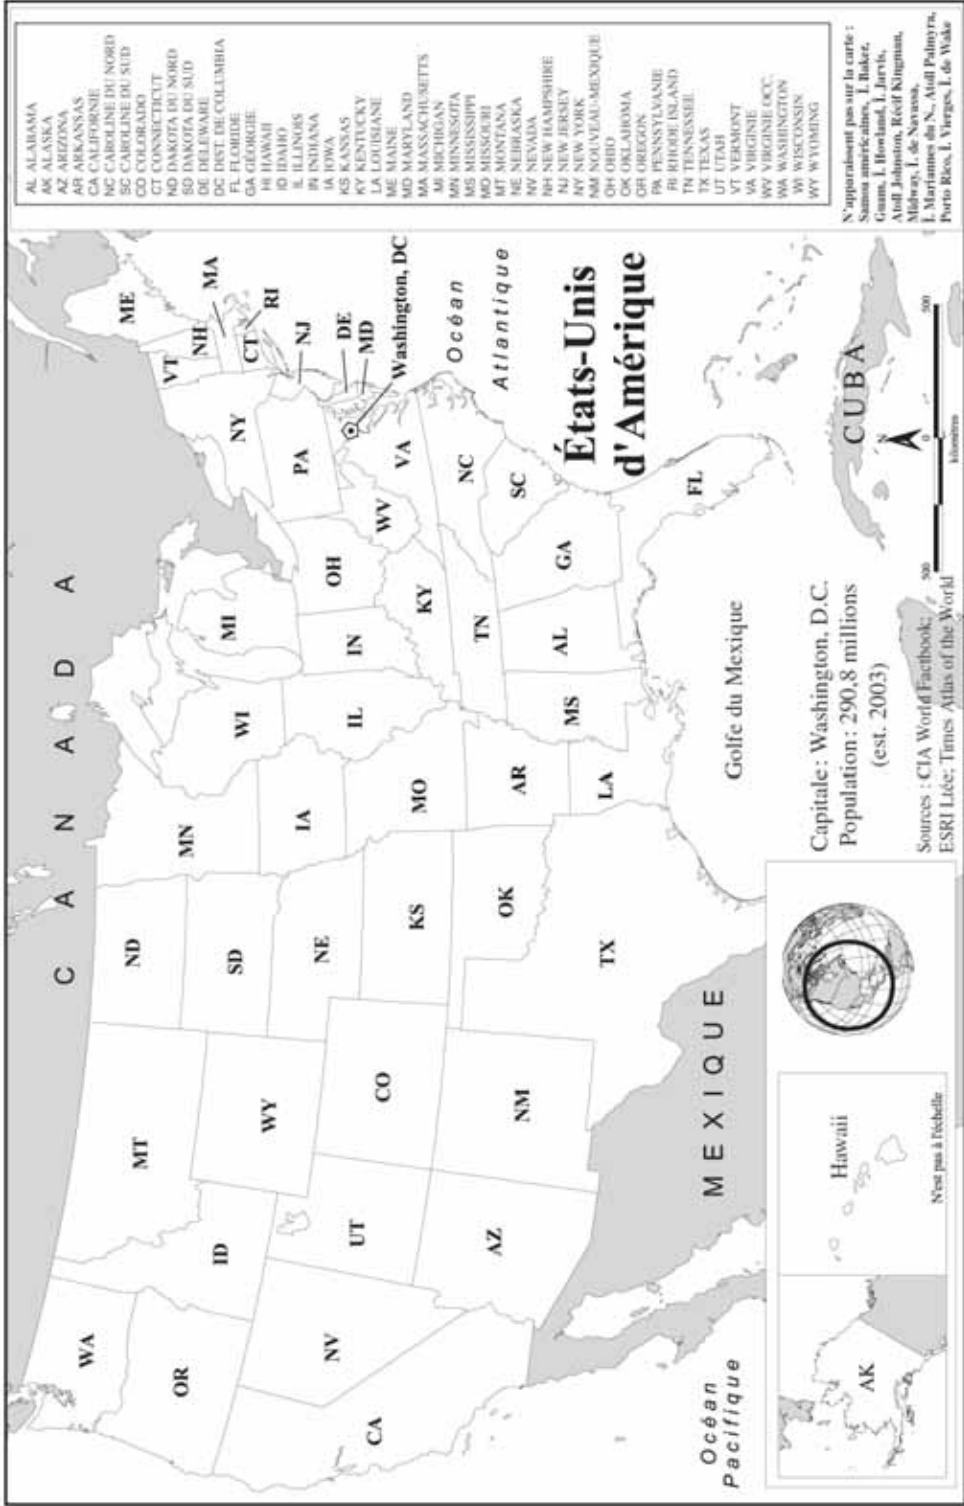 CANADA
WA
OR
CA
NV
ID
MT
WY
UT
AZ
CO
NM
ND
SD
NE
KS
OK
TX
MN
IA
MO
AR
LA
WI
IL
MS
MI
IN
KY
TN
AL
OH
WV
GA
FL
SC
NC
VA
PA
NY
VT
NH
ME
MA
CT
RI
NJ
DE
MD
Washington, DC
Océan
Atlantique
États-Unis
d'Amérique
Golfe du Mexique
MEXIQUE
Océan
Pacifique
CUBA
AK
Hawaii
N'est pas à l'échelle
Capitale: Washington, D.C.
Population: 290,8 millions
(est. 2003)
Sources : CIA World Factbook;
ESRI Ltée; Times Atlas of the World
N
500 0 500
kilomètres
AL ALABAMA
AK ALASKA
AZ ARIZONA
AR ARKANSAS
CA CALIFORNIE
NC CAROLINE DU NORD
SC CAROLINE DU SUD
CO COLORADO
CT CONNECTICUT
ND DAKOTA DU NORD
SD DAKOTA DU SUD
DE DELEWARE
DC DIST. DE COLUMBIA
FL FLORIDE
GA GÉORGIE
HI HAWAII
ID IDAHO
IL ILLINOIS
IN INDIANA
IA IOWA
KS KANSAS
KY KENTUCKY
LA LOUISIANE
ME MAINE
MD MARYLAND
MA MASSACHUSETTS
MI MICHIGAN
MN MINNESOTA
MS MISSISSIPPI
MO MISSOURI
MT MONTANA
NE NEBRASKA
NV NEVADA
NH NEW HAMPSHIRE
NJ NEW JERSEY
NY NEW YORK
NM NOUVEAU-MEXIQUE
OH OHIO
OK OKLAHOMA
OR OREGON
PA PENNSYLVANIE
RI RHODE ISLAND
TN TENNESSEE
TX TEXAS
UT UTAH
VT VERMONT
VA VIRGINIE
WV VIRGINIE OCC.
WA WASHINGTON
WI WISCONSIN
WY WYOMING
N'apparaissent pas sur la carte :
Samoa américaines, Î. Baker,
Guam, Î. Howland, Î. Jarvis,
Atoll Johnston, Récif Kingman,
Midway, Î. de Navassa,
Î. Mariannes du N., Atoll Palmyra,
Porto Rico, Î. Vierges, Î. de Wake